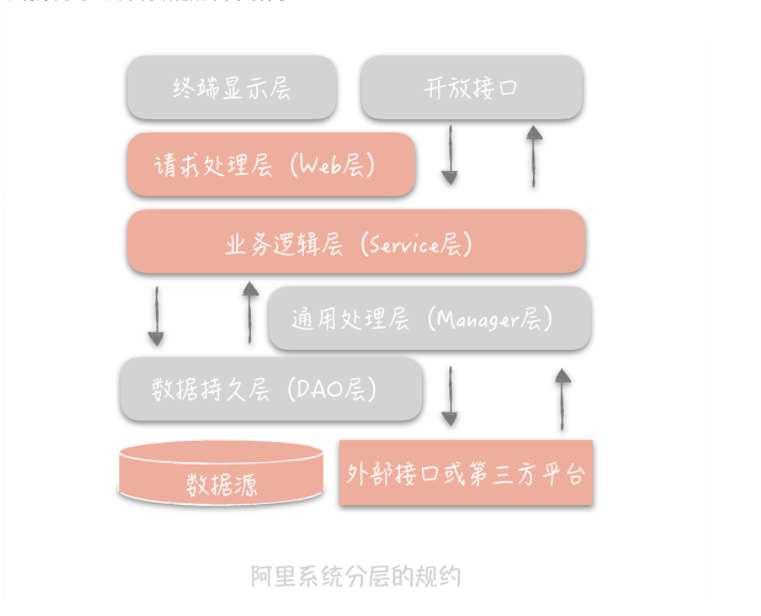 终端显示层
开放接口
请求处理层（Web层）
业务逻辑层（Service层）
通用处理层（Manager层）
数据持久层（DAO层）
数据源
外部接口或第三方平台
阿里系统分层的规约